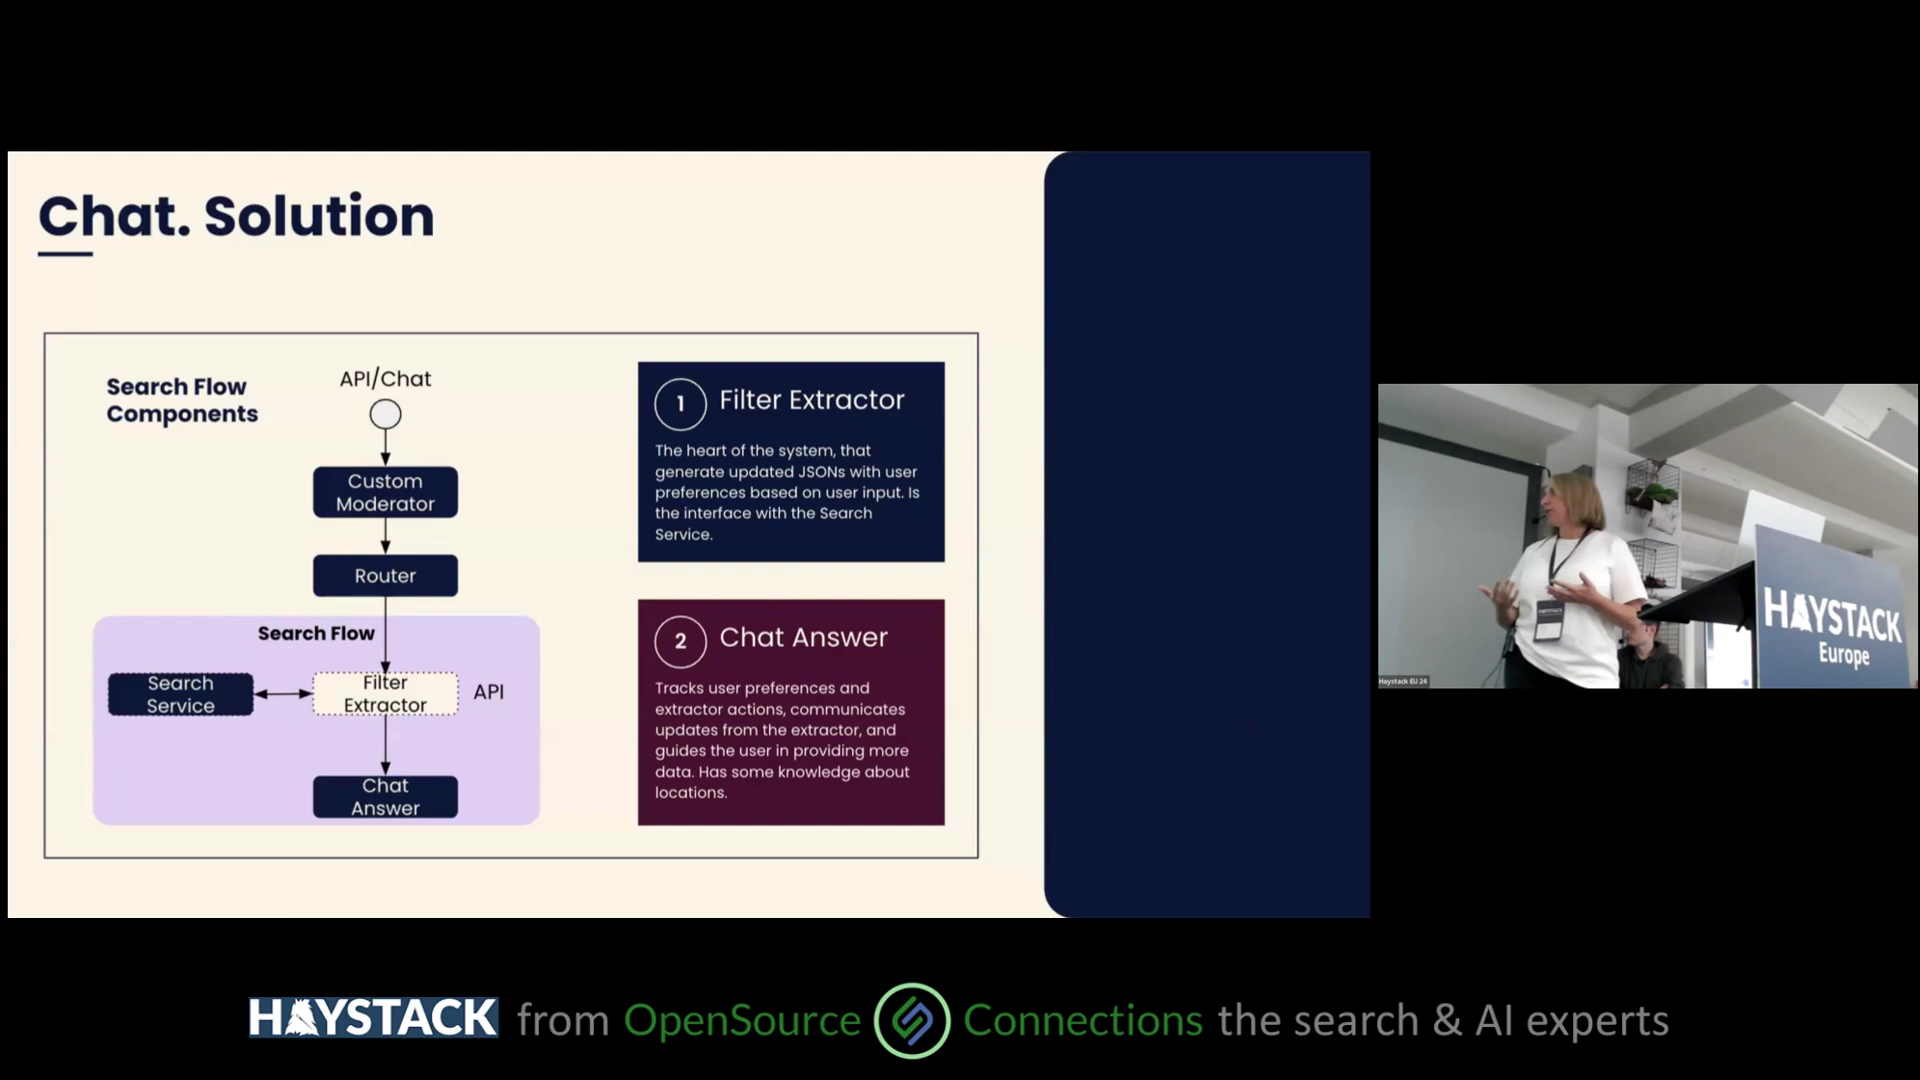 Chat. Solution
Search Flow
Components
API/Chat
Custom
Moderator
Router
Search Flow
Search
Service
Filter
Extractor
API
Chat
Answer
1
Filter Extractor
The heart of the system, that
generate updated JSONs with user
preferences based on user input. Is
the interface with the Search
Service.
2
Chat Answer
Tracks user preferences and
extractor actions, communicates
updates from the extractor, and
guides the user in providing more
data. Has some knowledge about
locations.
HAYSTACK
Europe
Haystack EU 24
HAYSTACK from OpenSource Connections the search & AI experts